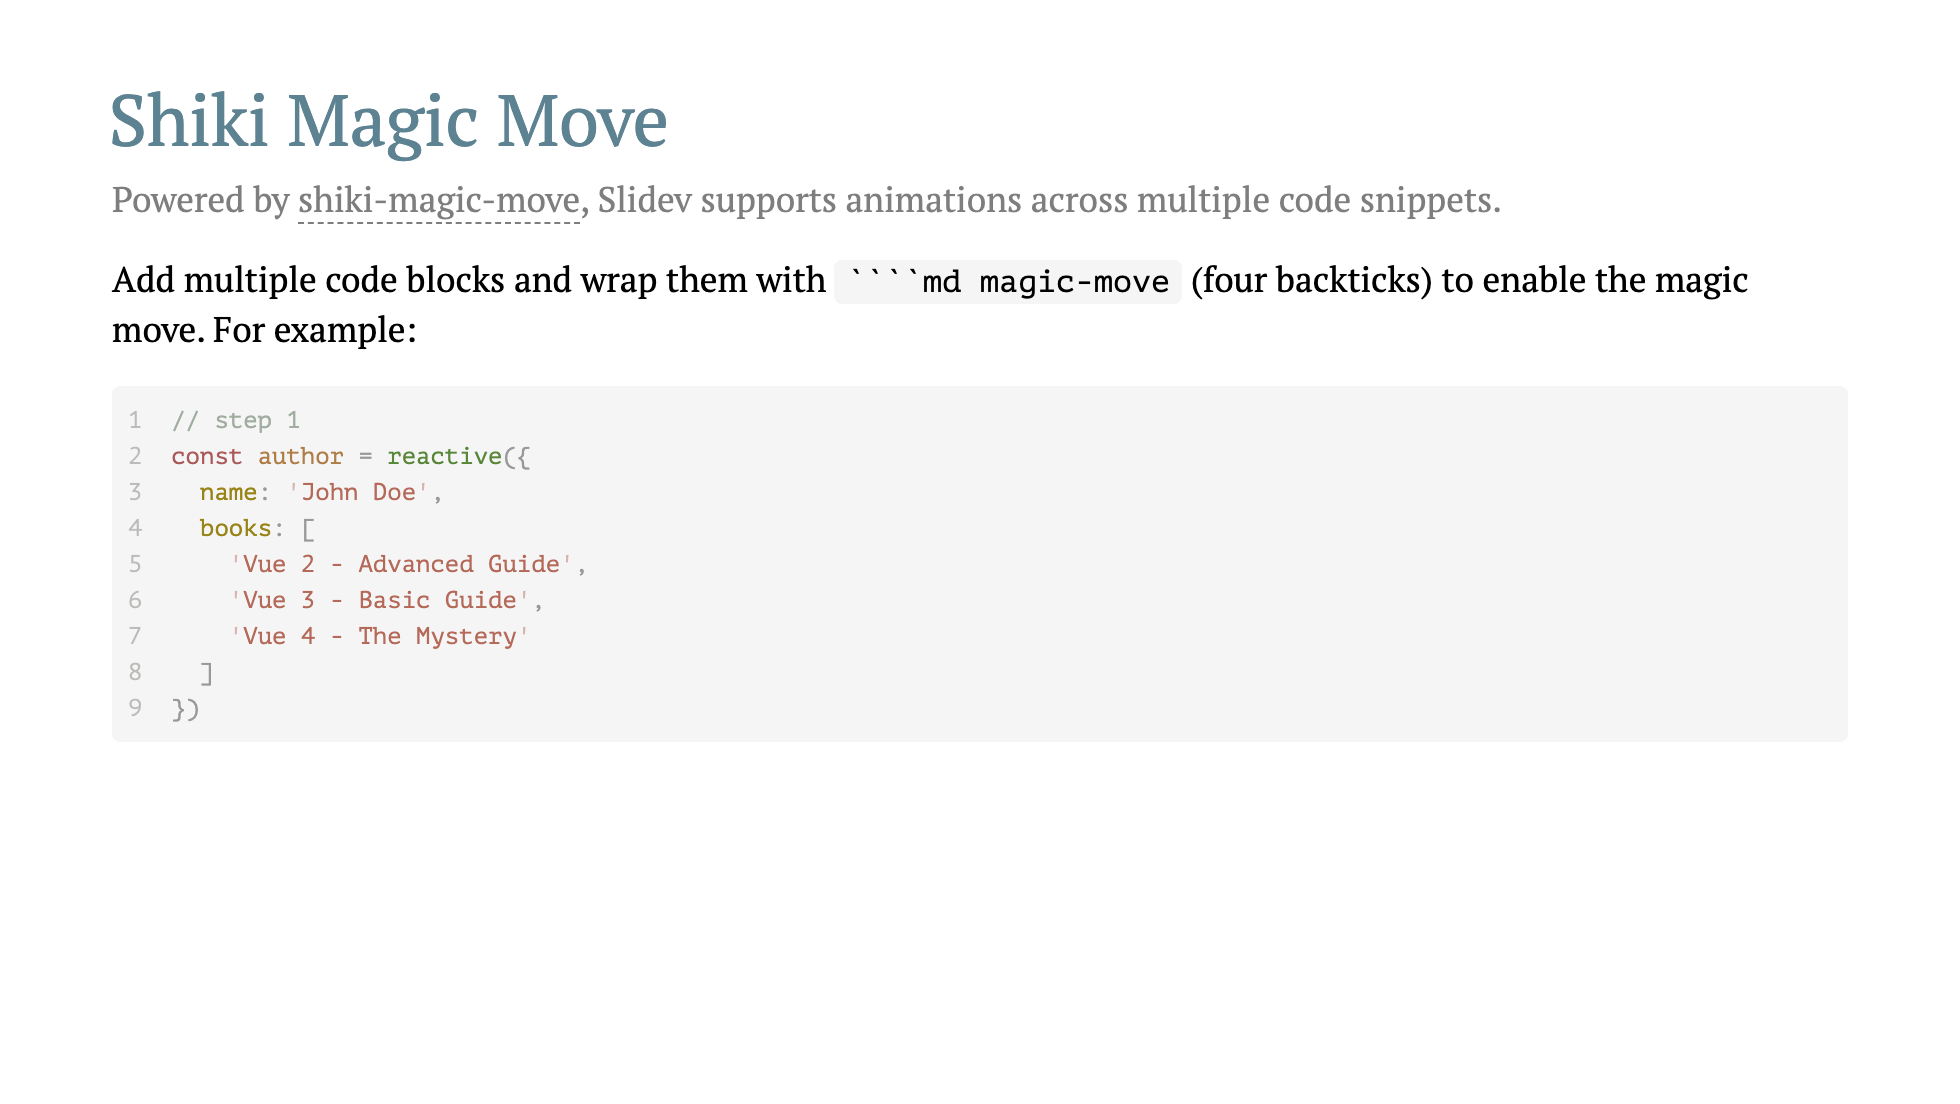 Shiki Magic Move
Powered by shiki-magic-move, Slidev supports animations across multiple code snippets.
Add multiple code blocks and wrap them with ````md magic-move (four backticks) to enable the magic
move. For example:
1 // step 1
2 const author = reactive({
3   name: 'John Doe',
4   books: [
5     'Vue 2 - Advanced Guide',
6     'Vue 3 - Basic Guide',
7     'Vue 4 - The Mystery'
8   ]
9 })